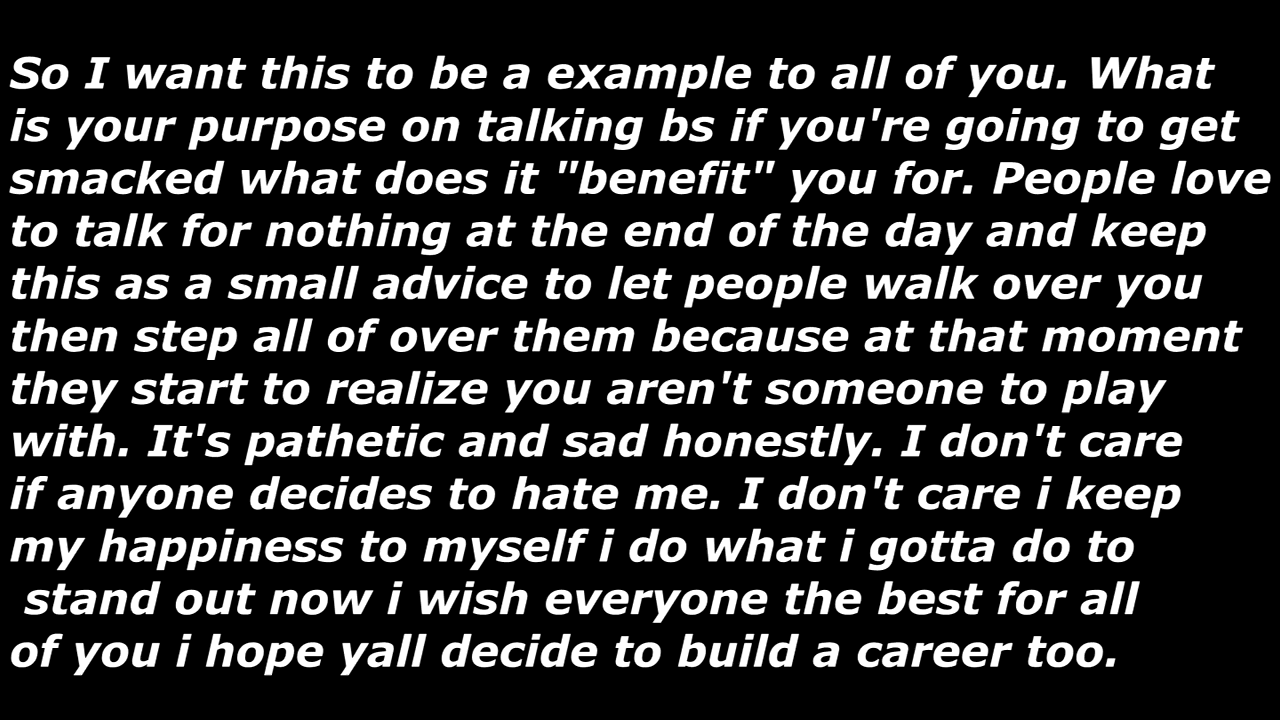 So I want this to be a example to all of you. What
is your purpose on talking bs if you're going to get
smacked what does it "benefit" you for. People love
to talk for nothing at the end of the day and keep
this as a small advice to let people walk over you
then step all of over them because at that moment
they start to realize you aren't someone to play
with. It's pathetic and sad honestly. I don't care
if anyone decides to hate me. I don't care i keep
my happiness to myself i do what i gotta do to
stand out now i wish everyone the best for all
of you i hope yall decide to build a career too.